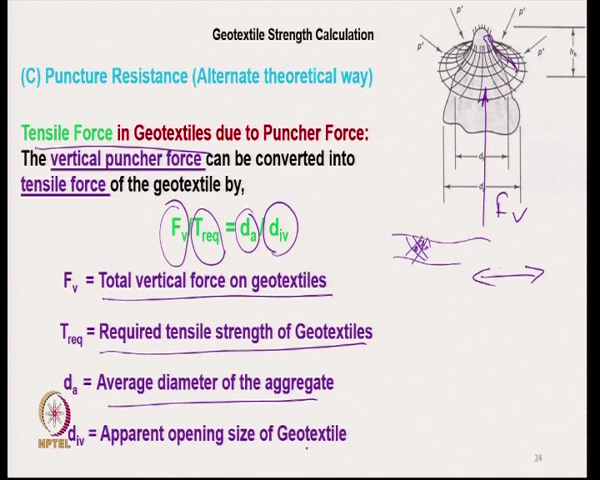 Geotextile Strength Calculation
(C) Puncture Resistance (Alternate theoretical way)
Tensile Force in Geotextiles due to Puncher Force:
The vertical puncher force can be converted into
tensile force of the geotextile by,
Fv/Treq = da/ div
Fv = Total vertical force on geotextiles
Treq = Required tensile strength of Geotextiles
da = Average diameter of the aggregate
div = Apparent opening size of Geotextile
NPTEL
24
p' p'
p' p'
Fv